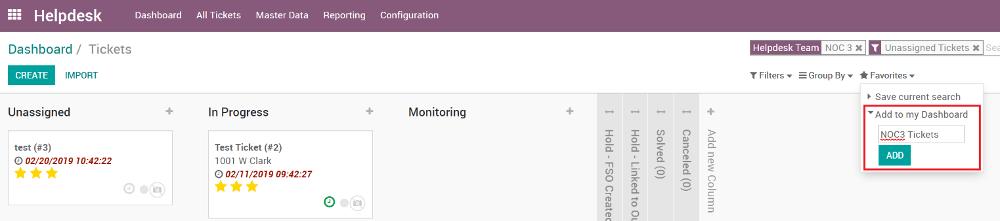 Helpdesk Dashboard All Tickets Master Data Reporting Configuration
Dashboard / Tickets
Helpdesk Team NOC 3 Unassigned Tickets Sea
CREATE IMPORT
Filters Group By Favorites
Save current search
Add to my Dashboard
NOC3 Tickets
ADD
Unassigned
test (#3)
02/20/2019 10:42:22
In Progress
Test Ticket (#2)
1001 W Clark
02/11/2019 09:42:27
Monitoring
Hold - FSO Created
Hold - Linked to Ou
Solved (0)
Canceled (0)
Add new Column